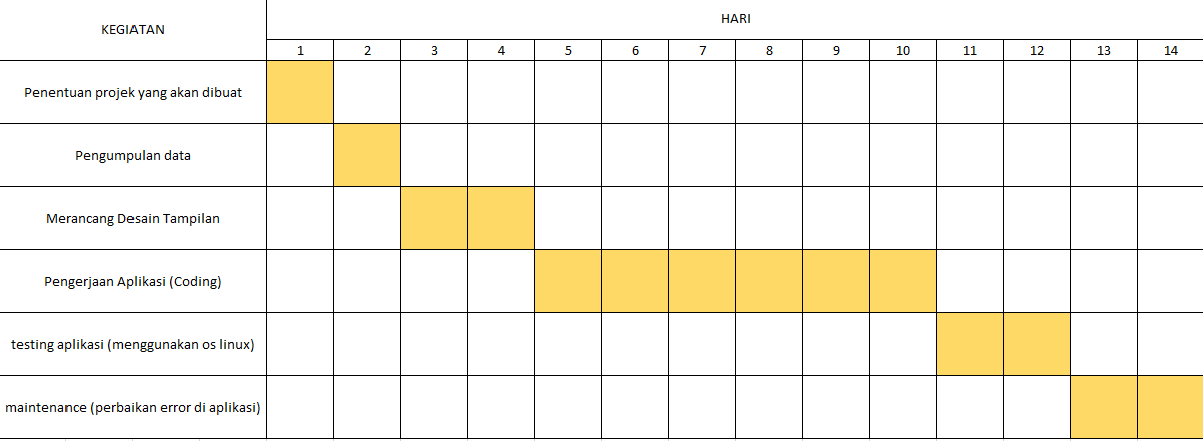 KEGIATAN
HARI
1 2 3 4 5 6 7 8 9 10 11 12 13 14
Penentuan projek yang akan dibuat
Pengumpulan data
Merancang Desain Tampilan
Pengerjaan Aplikasi (Coding)
testing aplikasi (menggunakan os linux)
maintenance (perbaikan error di aplikasi)